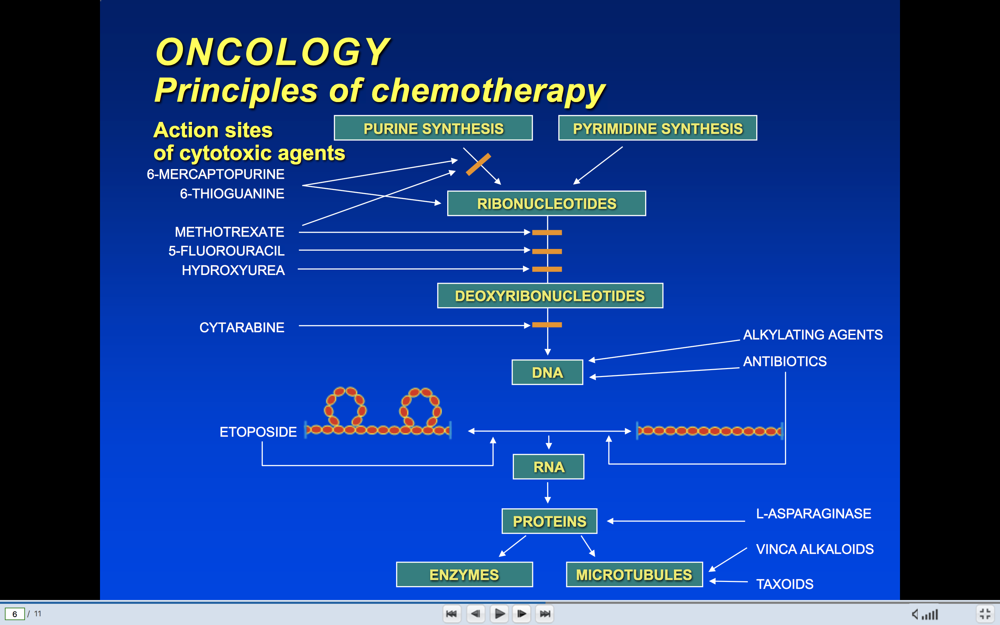 ONCOLOGY
Principles of chemotherapy
Action sites
of cytotoxic agents
PURINE SYNTHESIS
PYRIMIDINE SYNTHESIS
6-MERCAPTOPURINE
6-THIOGUANINE
RIBONUCLEOTIDES
METHOTREXATE
5-FLUOROURACIL
HYDROXYUREA
DEOXYRIBONUCLEOTIDES
CYTARABINE
ALKYLATING AGENTS
ANTIBIOTICS
DNA
ETOPOSIDE
RNA
PROTEINS
L-ASPARAGINASE
VINCA ALKALOIDS
ENZYMES
MICROTUBULES
TAXOIDS
6 / 11